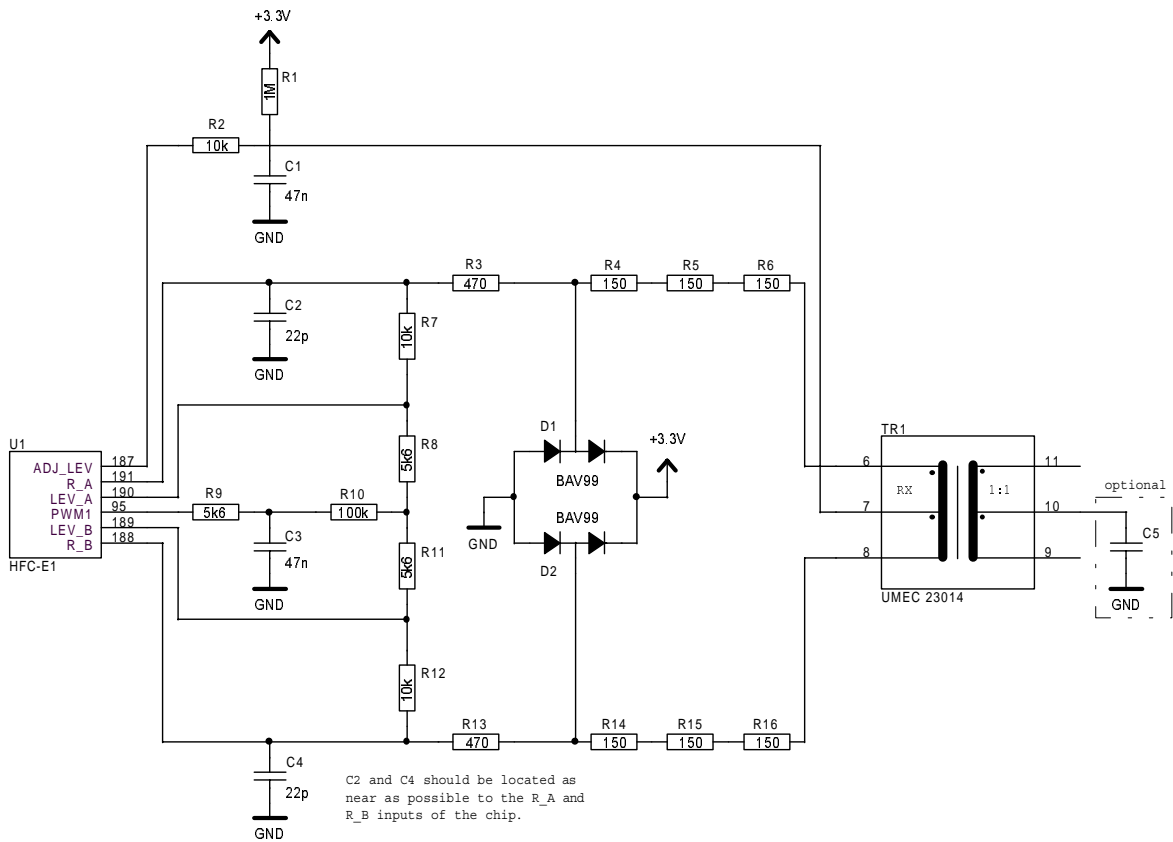 +3.3V
R1
1M
R2
10k
C1
47n
GND
R3
470
R4
150
R5
150
R6
150
C2
22p
GND
R7
10k
R8
5k6
D1
BAV99
+3.3V
GND
BAV99
D2
U1
ADJ_LEV 187
R_A 191
LEV_A 190
PWM1 95
LEV_B 189
R_B 188
HFC-E1
R9
5k6
R10
100k
C3
47n
GND
R11
5k6
R12
10k
TR1
6
RX
7
8
1:1
11
10
9
UMEC 23014
optional
C5
GND
R13
470
R14
150
R15
150
R16
150
C4
22p
GND
C2 and C4 should be located as
near as possible to the R_A and
R_B inputs of the chip.